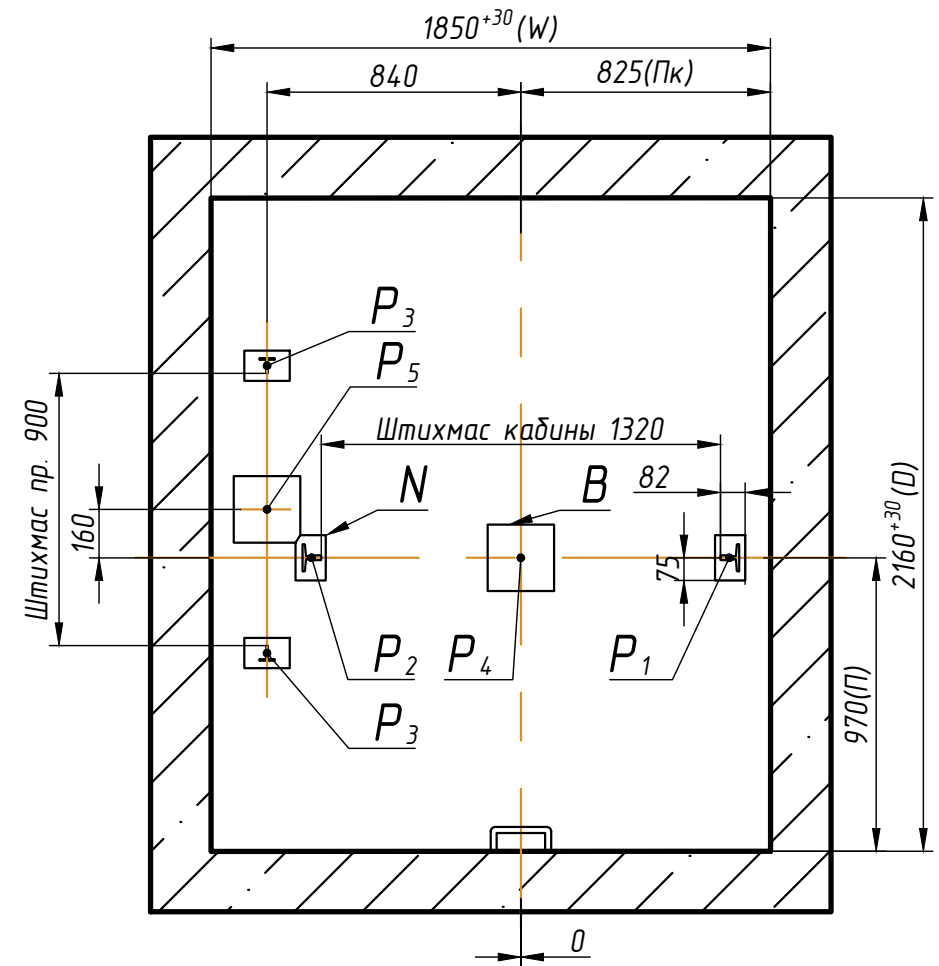 1850⁺³⁰(W)
840
825(Пк)
P₃
P₅
Штихмас пр. 900
Штихмас кабины 1320
N
B
82
160
75
2160⁺³⁰(D)
P₂
P₄
P₁
970(П)
P₃
0